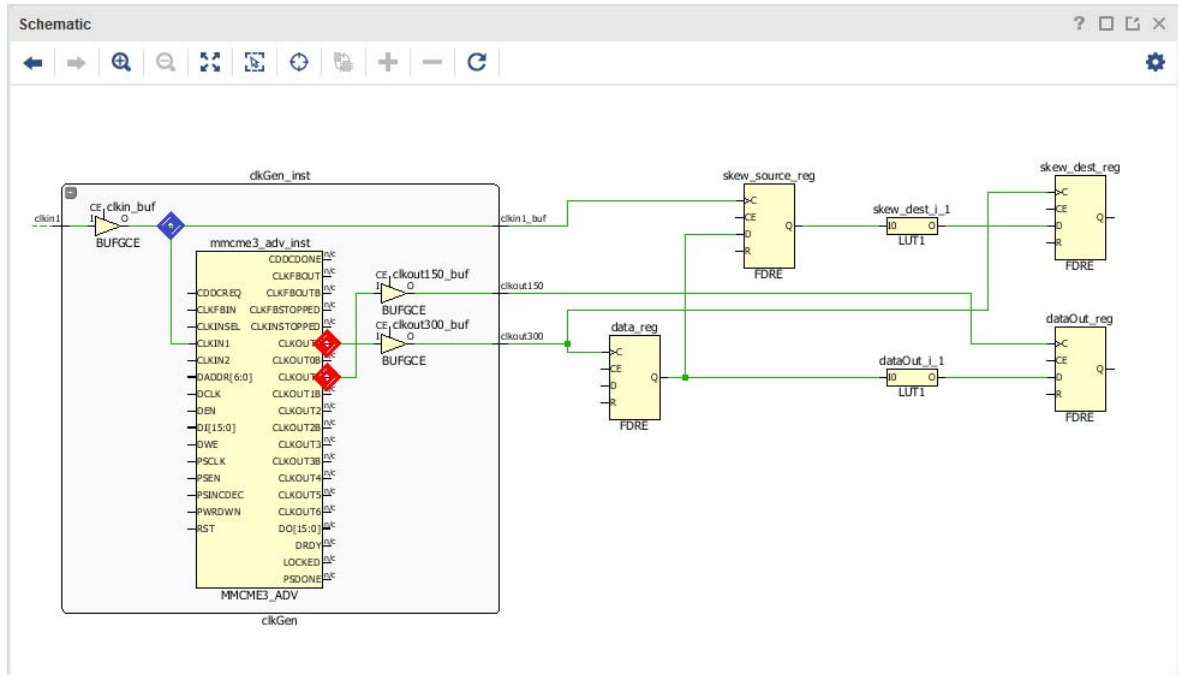 Schematic
?
clkGen_inst
clkin1
CE
clkin_buf
I
O
BUFGCE
clkin1_buf
mmcme3_adv_inst
CDDCDONE n/c
CLKFBOUT n/c
CDDCREQ CLKFBOUTB n/c
CLKFBIN CLKFBSTOPPED n/c
CLKINSEL CLKINSTOPPED n/c
CLKIN1
CLKIN2 CLKOUT0B n/c
DADDR[6:0]
DCLK CLKOUT1B n/c
DEN CLKOUT2 n/c
DI[15:0] CLKOUT2B n/c
DWE CLKOUT3 n/c
PSCLK CLKOUT3B n/c
PSEN CLKOUT4 n/c
PSINCDEC CLKOUT5 n/c
PWRDWN CLKOUT6 n/c
RST DO[15:0] n/c
DRDY n/c
LOCKED n/c
PSDONE n/c
MMCME3_ADV
clkGen
CE
clkout150_buf
I
O
BUFGCE
clkout150
CE
clkout300_buf
I
O
BUFGCE
clkout300
skew_source_reg
C
CE
D
R
Q
FDRE
data_reg
C
CE
D
R
Q
FDRE
skew_dest_i_1
I0 O
LUT1
dataOut_i_1
I0 O
LUT1
skew_dest_reg
C
CE
D
R
Q
FDRE
dataOut_reg
C
CE
D
R
Q
FDRE